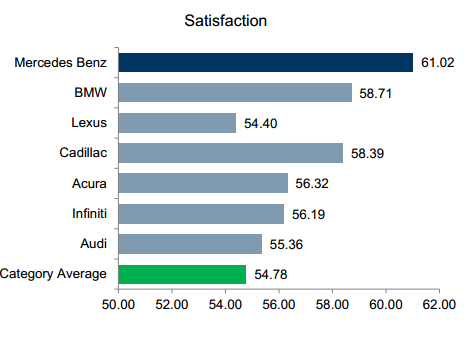 Satisfaction
Mercedes Benz 61.02
BMW 58.71
Lexus 54.40
Cadillac 58.39
Acura 56.32
Infiniti 56.19
Audi 55.36
Category Average 54.78
50.00 52.00 54.00 56.00 58.00 60.00 62.00